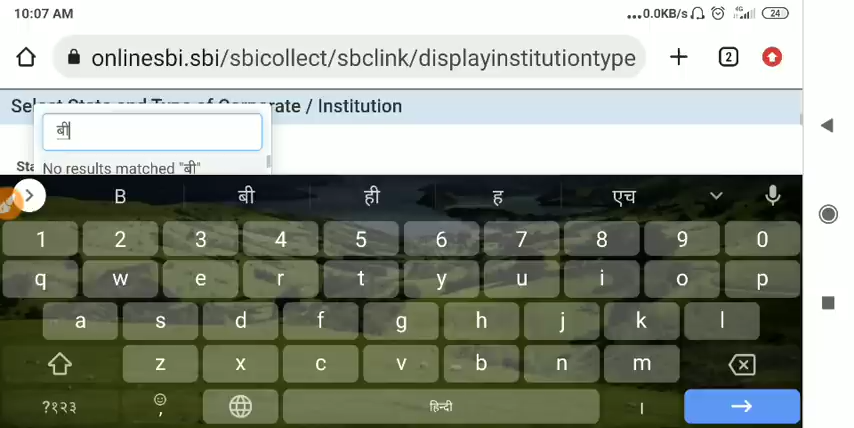 10:07 AM
...0.0KB/s 4G 24
onlinesbi.sbi/sbicollect/sbclink/displayinstitutiontype 2
Select State and Type of Corporate / Institution
बी
Sta
No results matched "बी"
B बी ही ह एच
1 2 3 4 5 6 7 8 9 0
q w e r t y u i o p
a s d f g h j k l
z x c v b n m
?१२३ , हिन्दी ।